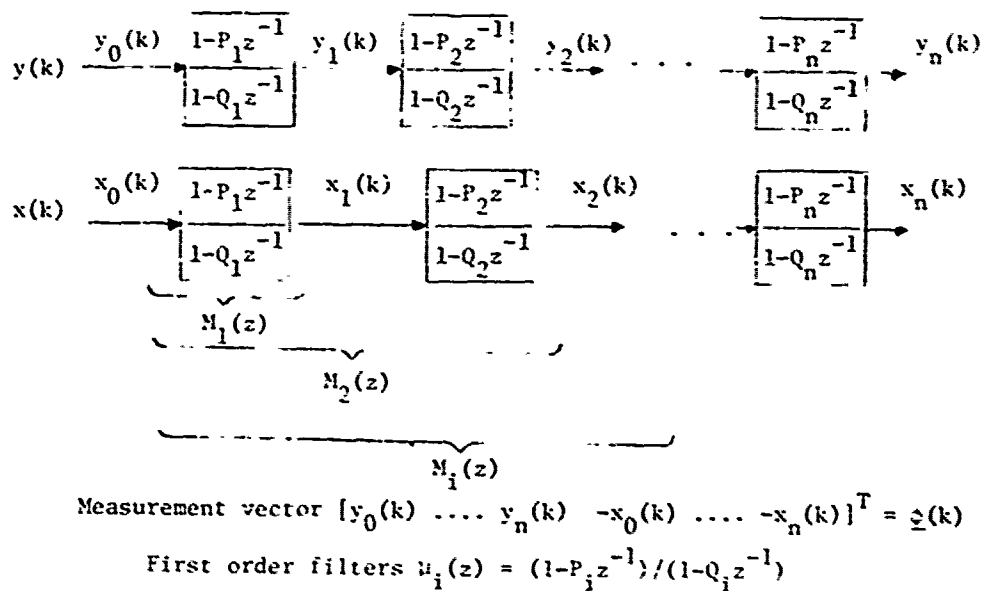 y(k) y_0(k) 1-P_1z^-1 / 1-Q_1z^-1 y_1(k) 1-P_2z^-1 / 1-Q_2z^-1 y_2(k) . . . 1-P_nz^-1 / 1-Q_nz^-1 y_n(k)
x(k) x_0(k) 1-P_1z^-1 / 1-Q_1z^-1 x_1(k) 1-P_2z^-1 / 1-Q_2z^-1 x_2(k) . . . 1-P_nz^-1 / 1-Q_nz^-1 x_n(k)
M_1(z)
M_2(z)
M_i(z)
Measurement vector [y_0(k) .... y_n(k) -x_0(k) .... -x_n(k)]^T = (k)
First order filters μ_i(z) = (1-P_iz^-1)/(1-Q_iz^-1)